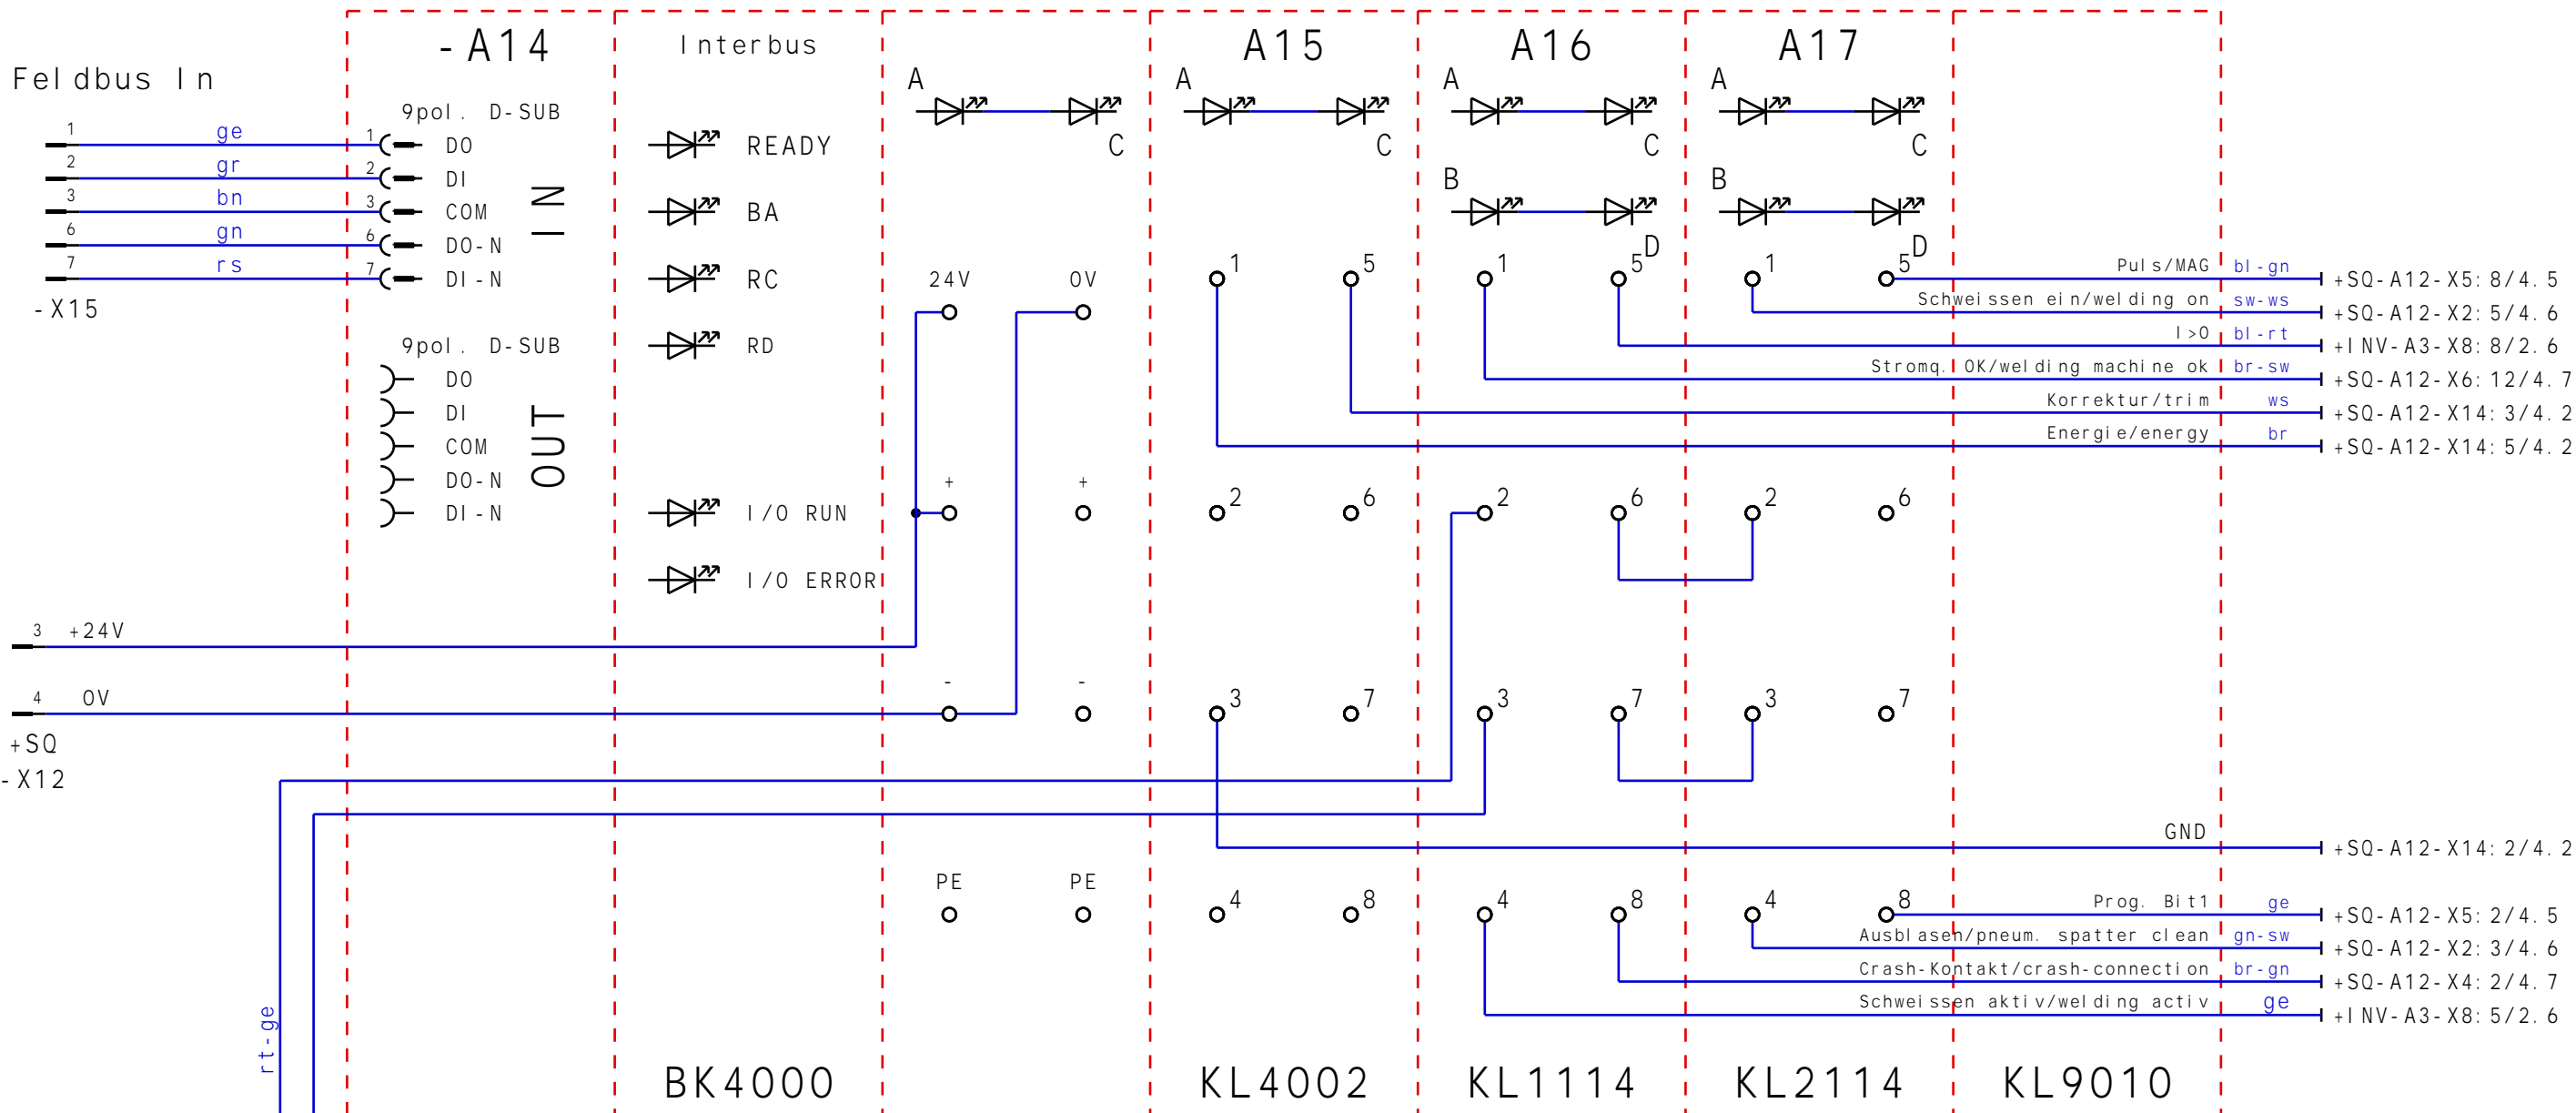 -A14
Interbus
A15
A16
A17
Feldbus In
A
A
A
A
9pol. D-SUB
1 ge 1 DO
READY
C
C
C
C
2 gr 2 DI
IN
B
B
3 bn 3 COM
BA
6 gn 6 DO-N
D
D
7 rs 7 DI-N
RC
24V
0V
1
5
1
5
1
5
Puls/MAG bl-gn +SQ-A12-X5:8/4.5
-X15
Schweissen ein/welding on sw-ws +SQ-A12-X2:5/4.6
9pol. D-SUB
RD
I>0 bl-rt +INV-A3-X8:8/2.6
DO
Stromq. OK/welding machine ok br-sw +SQ-A12-X6:12/4.7
DI
OUT
Korrektur/trim ws +SQ-A12-X14:3/4.2
COM
Energie/energy br +SQ-A12-X14:5/4.2
DO-N
+
+
DI-N
I/O RUN
2
6
2
6
2
6
I/O ERROR
3 +24V
4 0V
-
-
3
7
3
7
3
7
+SQ
-X12
GND +SQ-A12-X14:2/4.2
PE
PE
4
8
4
8
4
8
Prog. Bit1 ge +SQ-A12-X5:2/4.5
Ausblasen/pneum. spatter clean gn-sw +SQ-A12-X2:3/4.6
Crash-Kontakt/crash-connection br-gn +SQ-A12-X4:2/4.7
Schweissen aktiv/welding activ ge +INV-A3-X8:5/2.6
rt-ge
BK4000
KL4002
KL1114
KL2114
KL9010